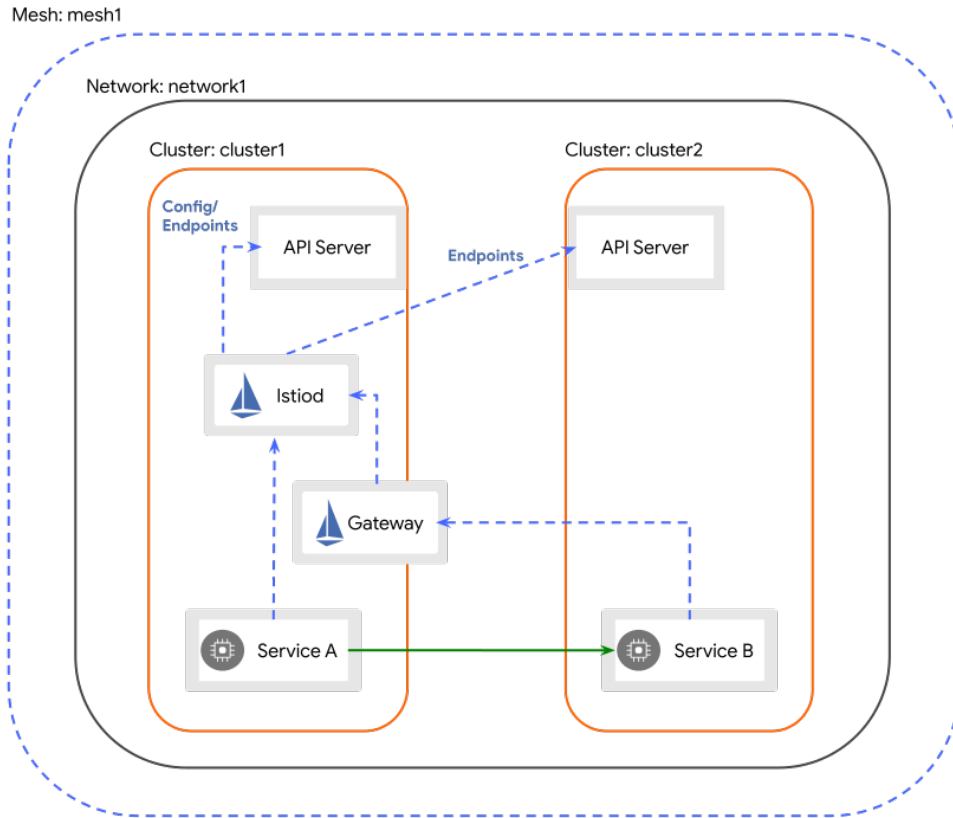 Mesh: mesh1
Network: network1
Cluster: cluster1
Cluster: cluster2
Config/
Endpoints
API Server
Endpoints
API Server
Istiod
Gateway
Service A
Service B